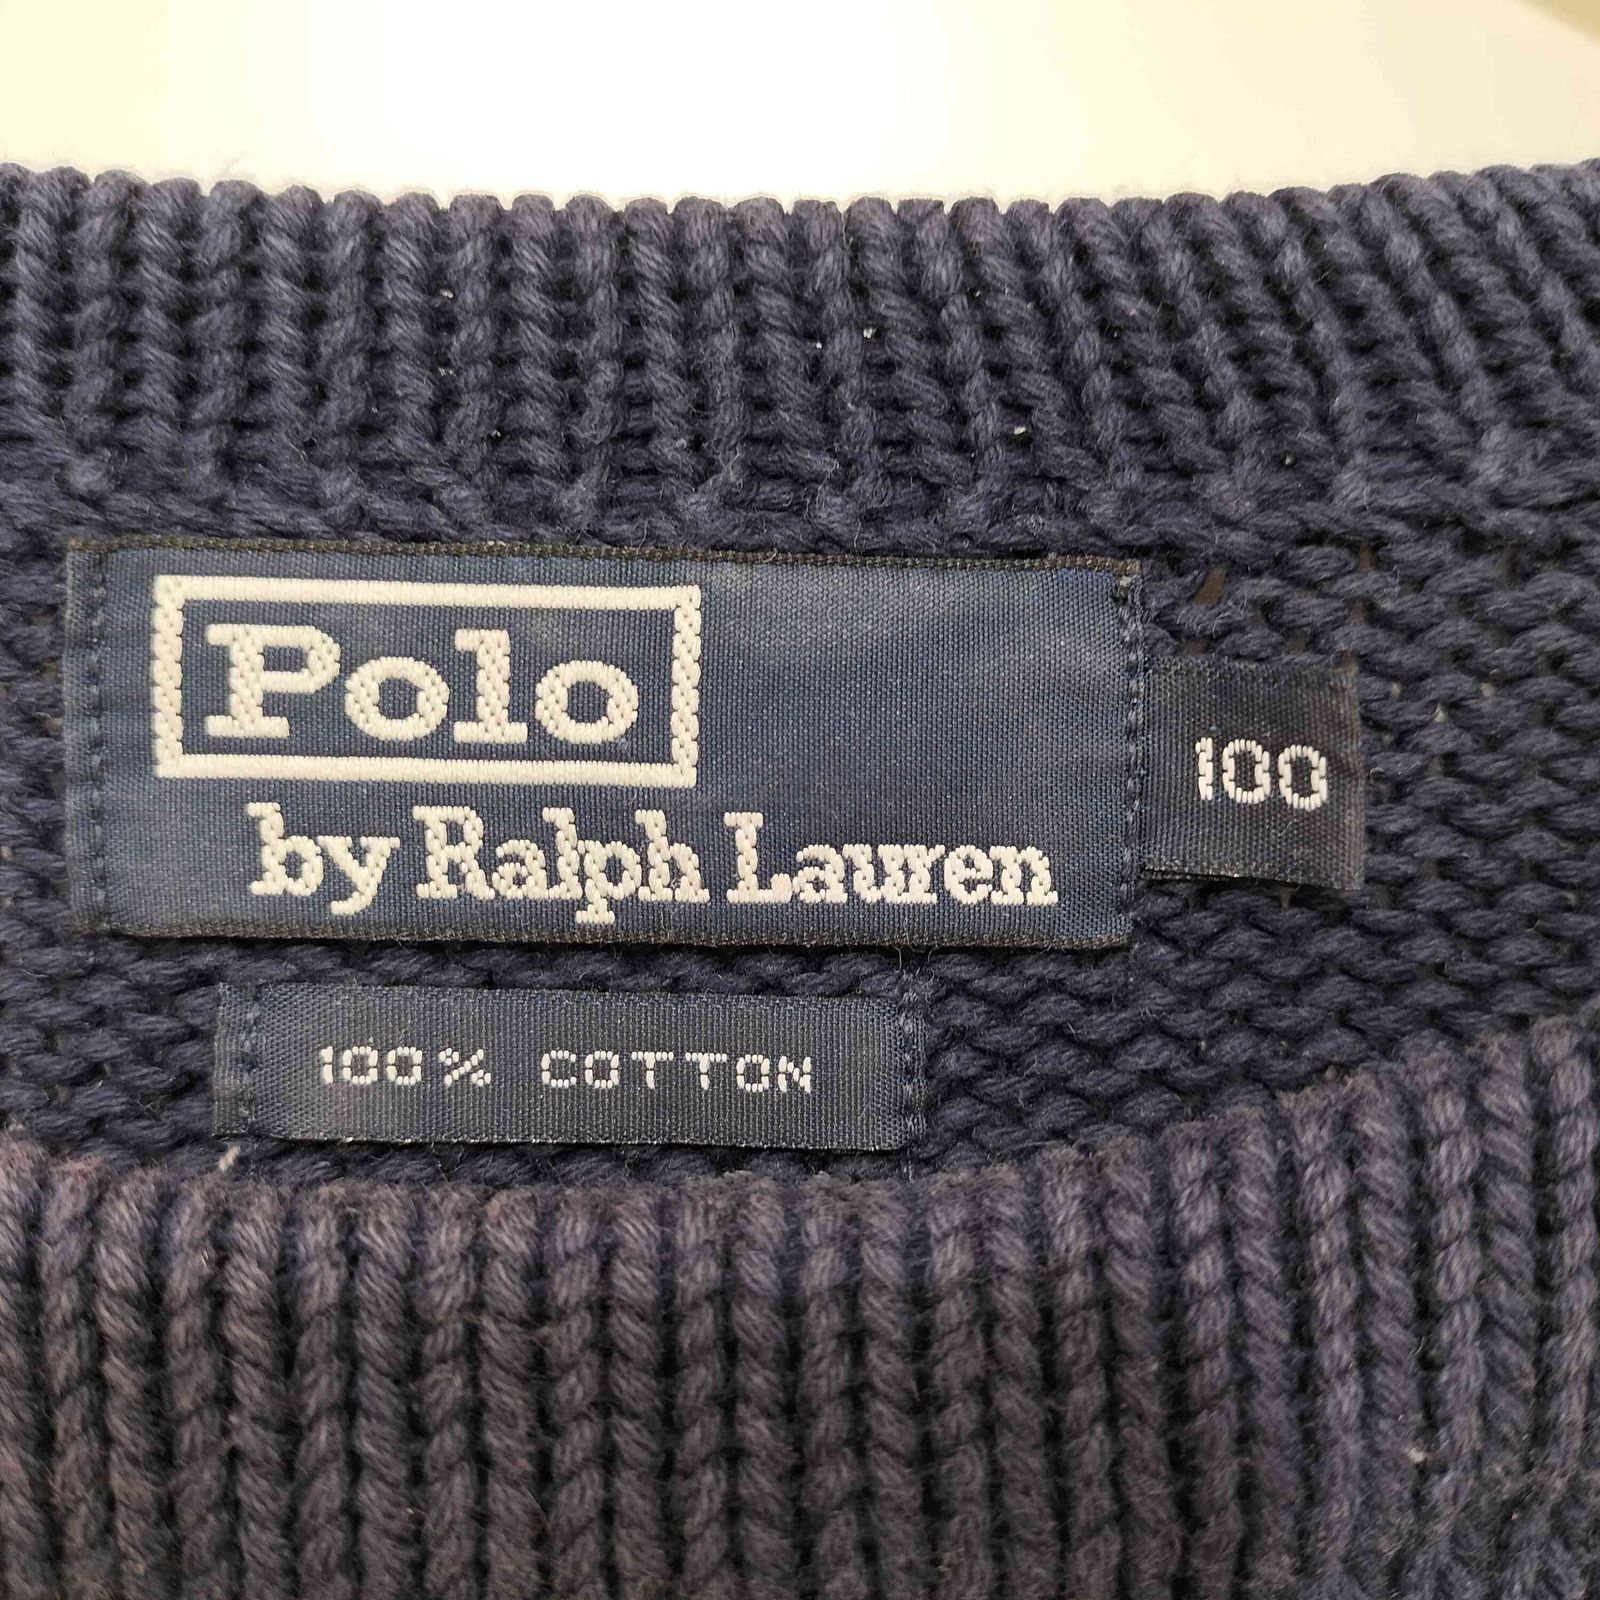 Polo
by Ralph Lauren
100
100% COTTON